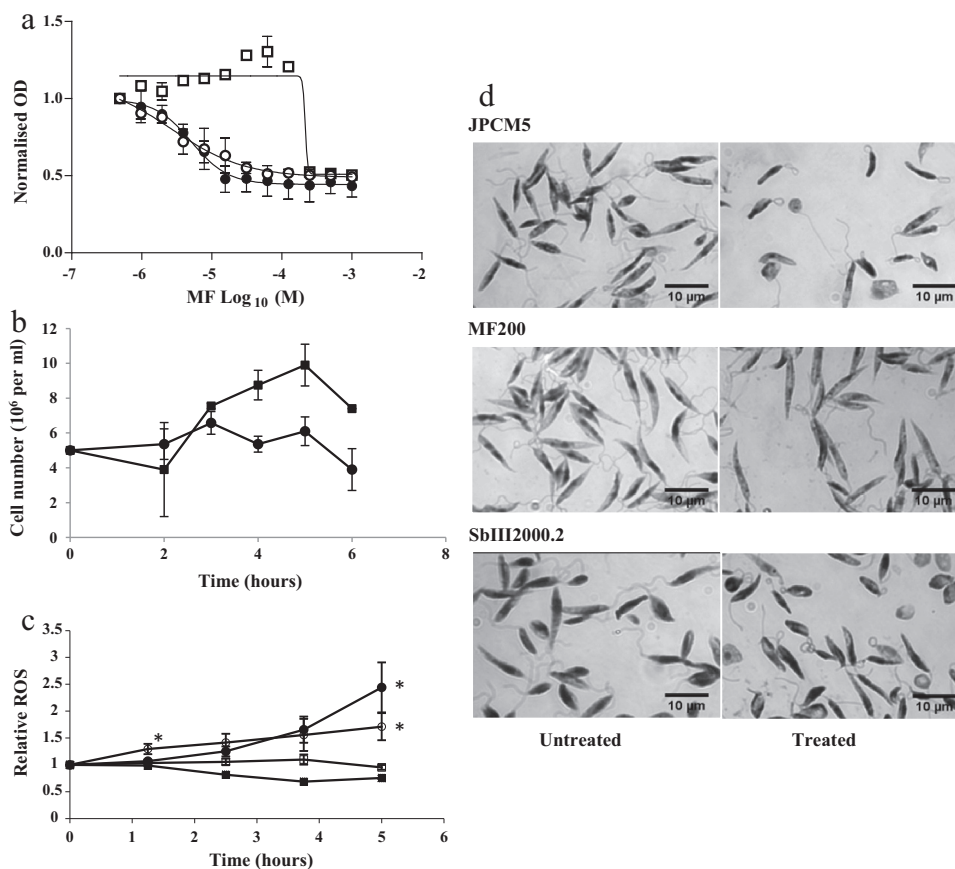 a
1.5
1.0
0.5
0.0
Normalised OD
-7 -6 -5 -4 -3 -2
MF Log10 (M)
b
12
10
8
6
4
2
0
Cell number (10⁶ per ml)
0 2 4 6 8
Time (hours)
c
3.5
3
2.5
2
1.5
1
0.5
0
Relative ROS
*
*
*
0 1 2 3 4 5 6
Time (hours)
d
JPCM5
10 µm
10 µm
MF200
10 µm
10 µm
SbIII2000.2
10 µm
10 µm
Untreated Treated